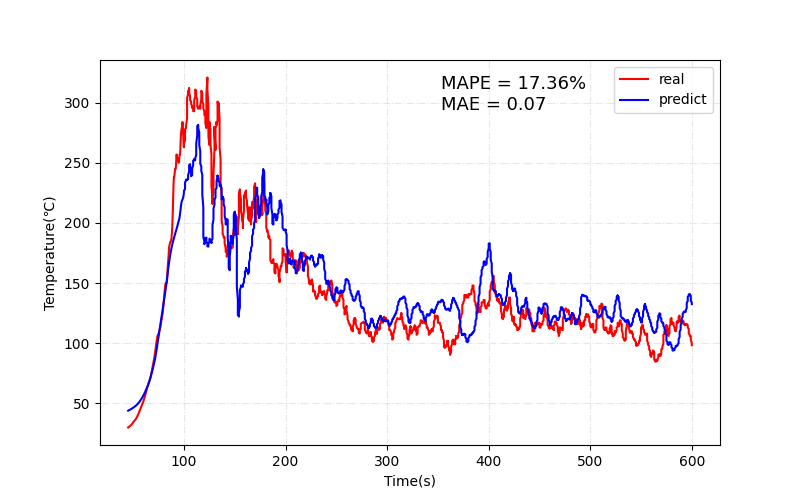 MAPE = 17.36%
MAE = 0.07
real
predict
Temperature(℃)
300
250
200
150
100
50
100 200 300 400 500 600
Time(s)